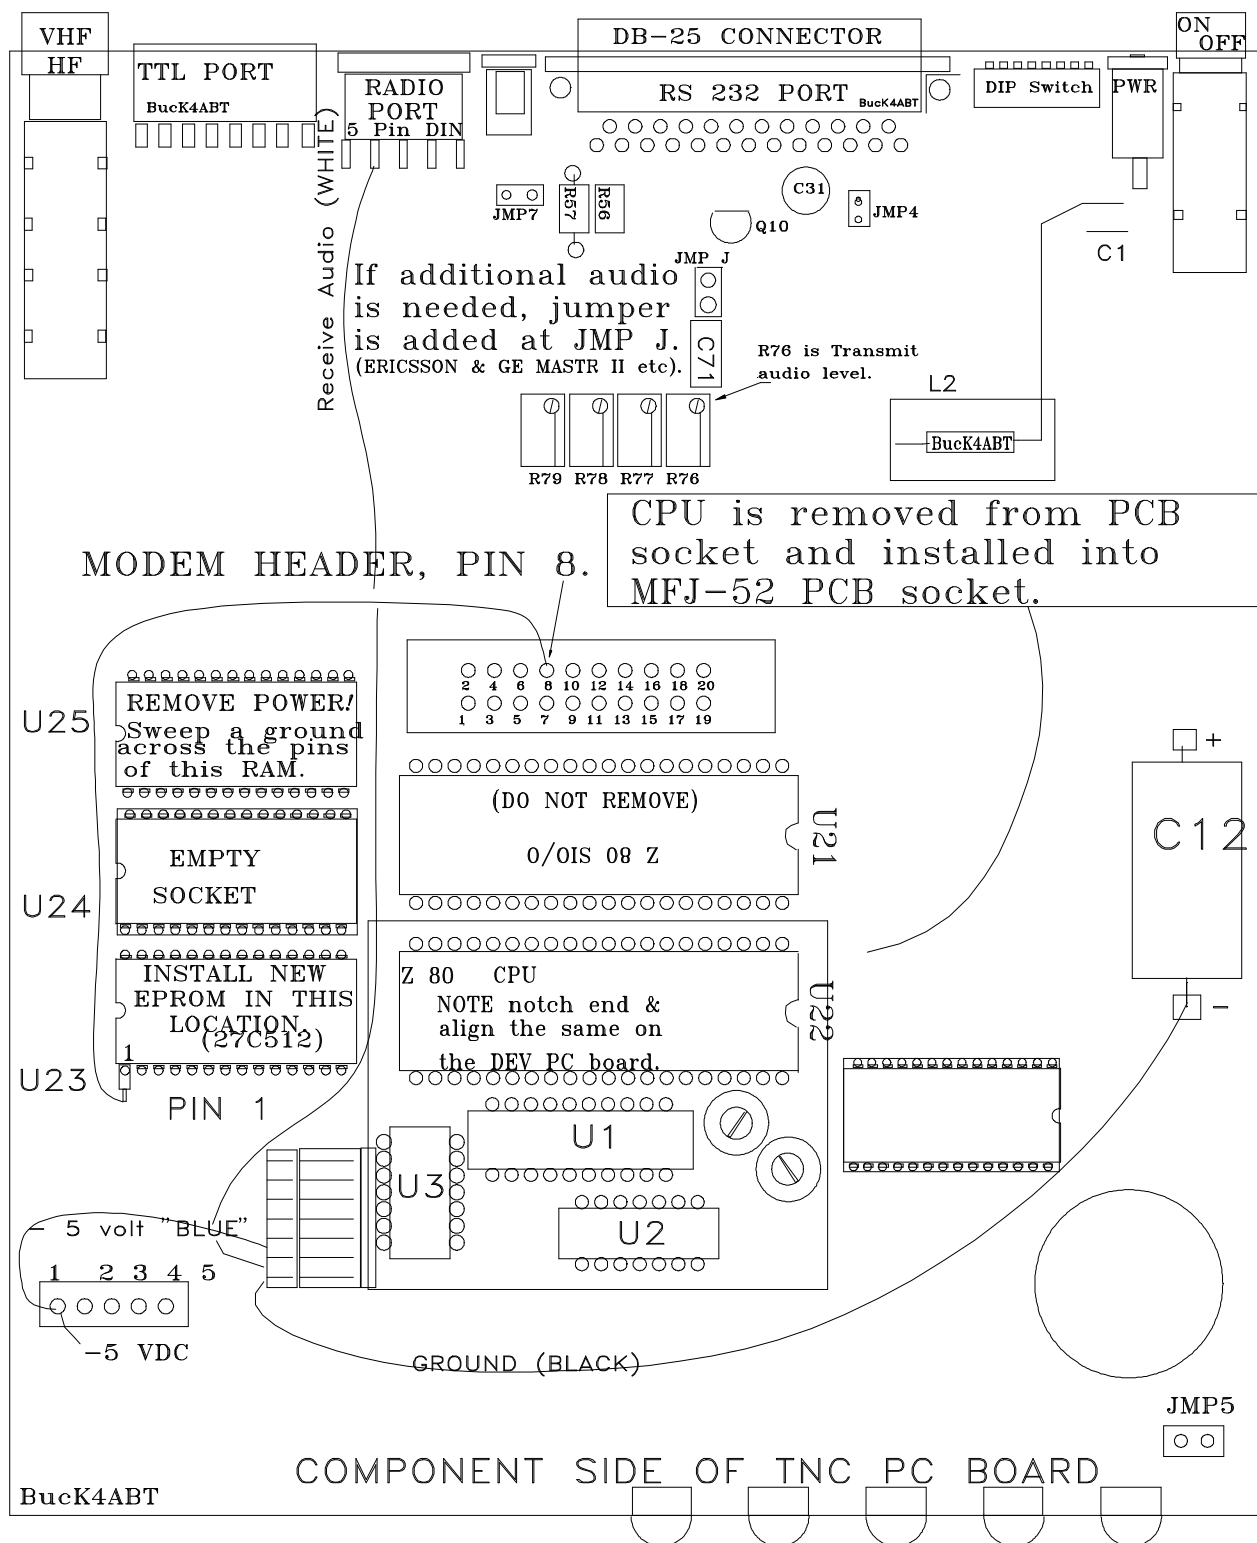 VHF
HF
TTL PORT
BucK4ABT
RADIO
PORT
5 Pin DIN
DB-25 CONNECTOR
RS 232 PORT
BucK4ABT
DIP Switch
PWR
ON
OFF
Receive Audio (WHITE)
JMP7
R57
R56
C31
JMP4
Q10
C1
JMP J
If additional audio
is needed, jumper
is added at JMP J.
(ERICSSON & GE MASTR II etc).
C71
R76 is Transmit
audio level.
L2
BucK4ABT
R79 R78 R77 R76
CPU is removed from PCB
socket and installed into
MFJ-52 PCB socket.
MODEM HEADER, PIN 8.
2 4 6 8 10 12 14 16 18 20
1 3 5 7 9 11 13 15 17 19
U25
REMOVE POWER!
Sweep a ground
across the pins
of this RAM.
(DO NOT REMOVE)
Z 80 SIO/O
U21
+
C12
-
U24
EMPTY
SOCKET
U23
INSTALL NEW
EPROM IN THIS
LOCATION.
(27C512)
1
PIN 1
Z 80 CPU
NOTE notch end &
align the same on
the DEV PC board.
U22
U1
U3
U2
- 5 volt "BLUE"
1 2 3 4 5
-5 VDC
GROUND (BLACK)
JMP5
COMPONENT SIDE OF TNC PC BOARD
BucK4ABT